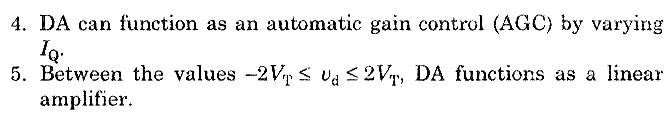 4. DA can function as an automatic gain control (AGC) by varying
I_Q.
5. Between the values −2V_T ≤ v_d ≤ 2V_T, DA functions as a linear
amplifier.